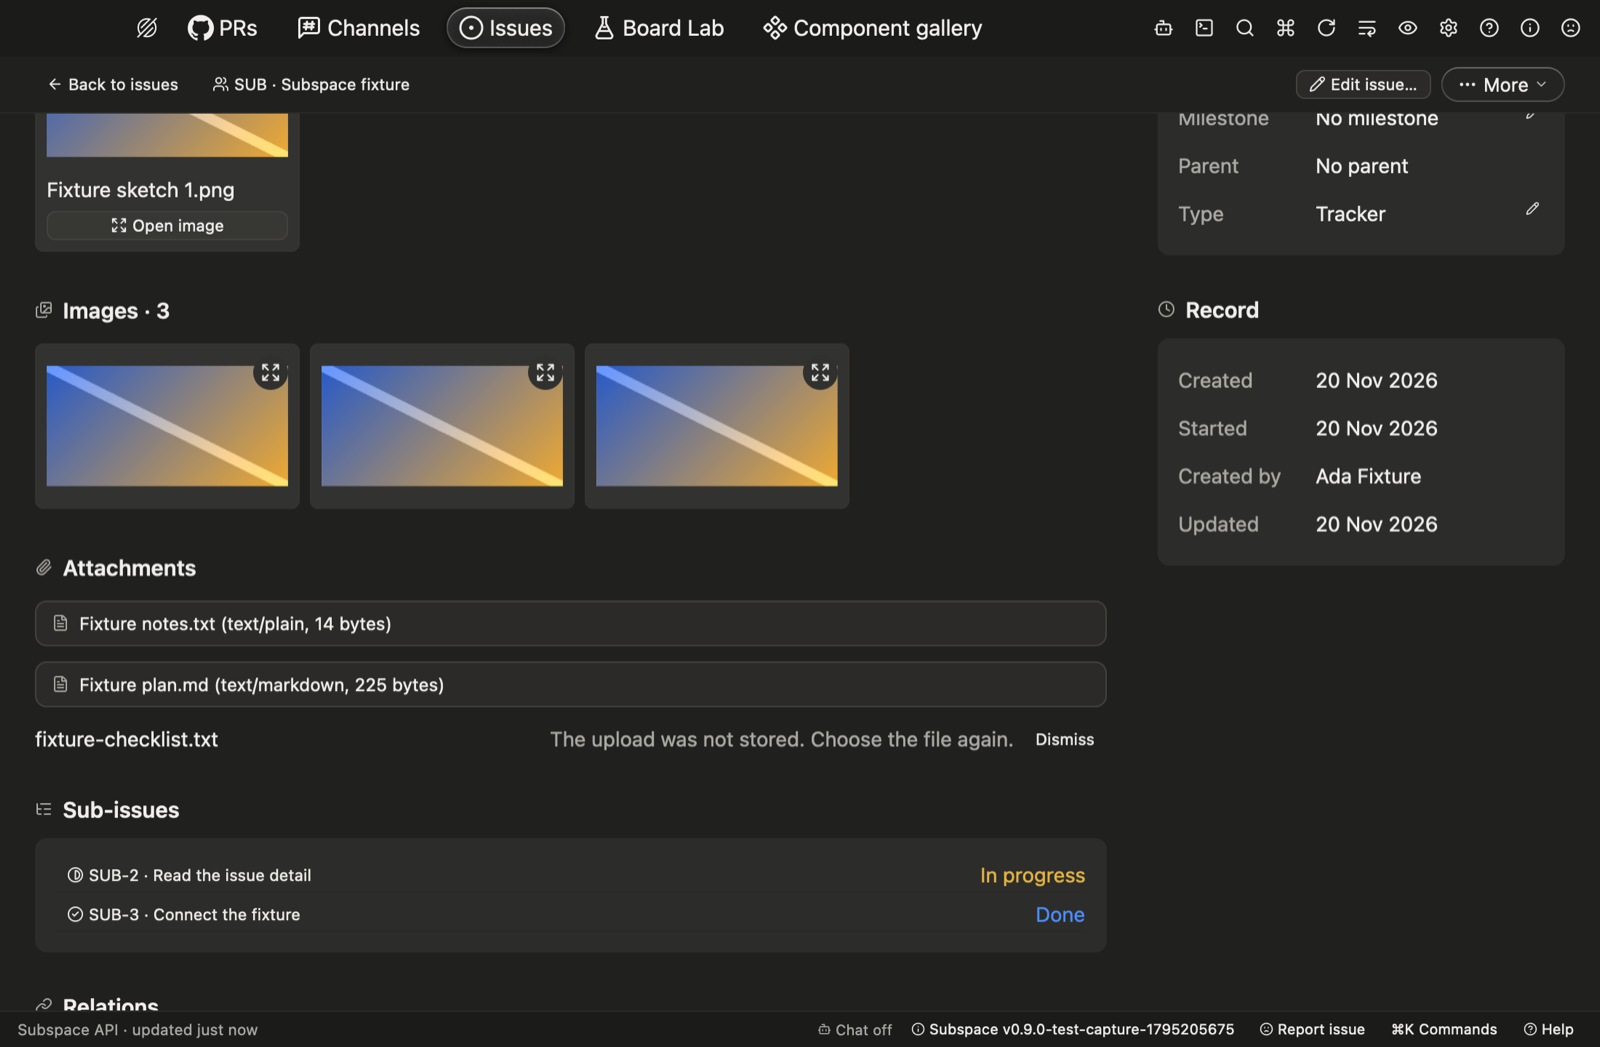 PRs
Channels
Issues
Board Lab
Component gallery
Back to issues
SUB · Subspace fixture
Edit issue...
More
Fixture sketch 1.png
Open image
Milestone
No milestone
Parent
No parent
Type
Tracker
Images · 3
Record
Created
20 Nov 2026
Started
20 Nov 2026
Created by
Ada Fixture
Updated
20 Nov 2026
Attachments
Fixture notes.txt (text/plain, 14 bytes)
Fixture plan.md (text/markdown, 225 bytes)
fixture-checklist.txt
The upload was not stored. Choose the file again.
Dismiss
Sub-issues
SUB-2 · Read the issue detail
In progress
SUB-3 · Connect the fixture
Done
Relations
Subspace API · updated just now
Chat off
Subspace v0.9.0-test-capture-1795205675
Report issue
⌘K Commands
Help